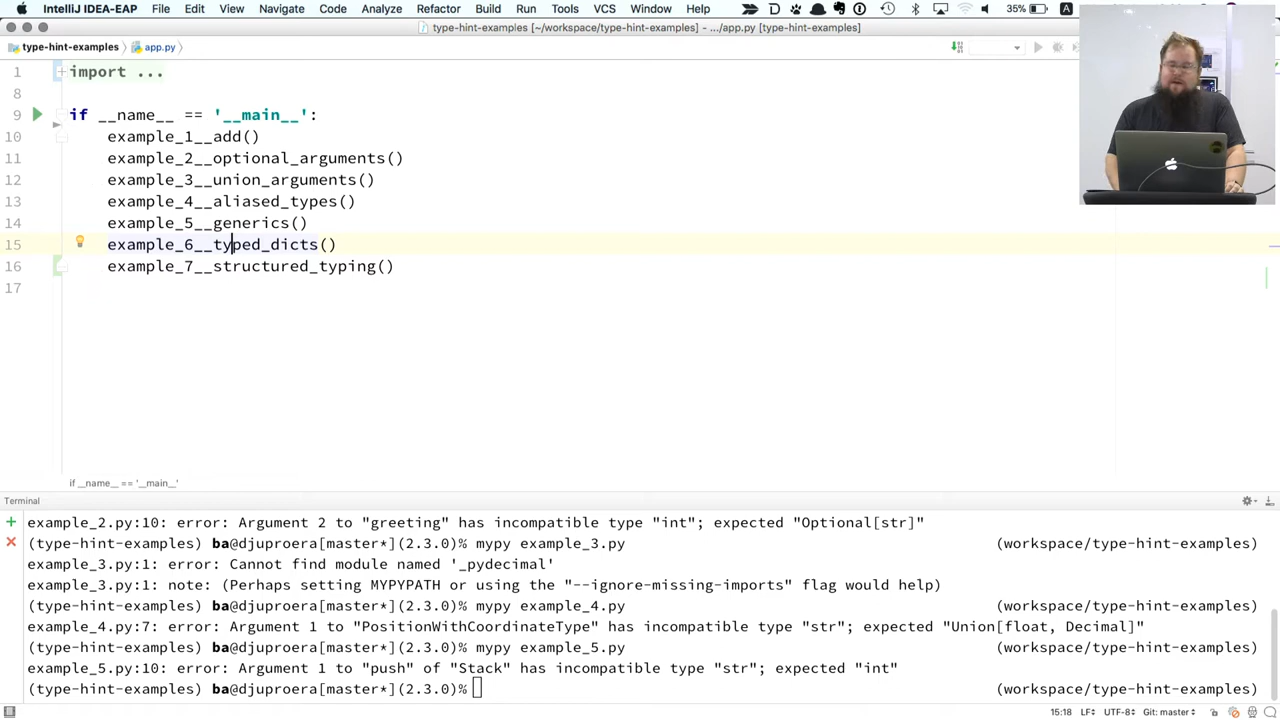 IntelliJ IDEA-EAP File Edit View Navigate Code Analyze Refactor Build Run Tools VCS Window Help 35% A
type-hint-examples [~/workspace/type-hint-examples] - .../app.py [type-hint-examples]
type-hint-examples app.py
1 import ...
8
9 if __name__ == '__main__':
10 example_1__add()
11 example_2__optional_arguments()
12 example_3__union_arguments()
13 example_4__aliased_types()
14 example_5__generics()
15 example_6__typed_dicts()
16 example_7__structured_typing()
17
if __name__ == '__main__'
Terminal
example_2.py:10: error: Argument 2 to "greeting" has incompatible type "int"; expected "Optional[str]"
(type-hint-examples) ba@djuproera[master*](2.3.0)% mypy example_3.py (workspace/type-hint-examples)
example_3.py:1: error: Cannot find module named '_pydecimal'
example_3.py:1: note: (Perhaps setting MYPYPATH or using the "--ignore-missing-imports" flag would help)
(type-hint-examples) ba@djuproera[master*](2.3.0)% mypy example_4.py (workspace/type-hint-examples)
example_4.py:7: error: Argument 1 to "PositionWithCoordinateType" has incompatible type "str"; expected "Union[float, Decimal]"
(type-hint-examples) ba@djuproera[master*](2.3.0)% mypy example_5.py (workspace/type-hint-examples)
example_5.py:10: error: Argument 1 to "push" of "Stack" has incompatible type "str"; expected "int"
(type-hint-examples) ba@djuproera[master*](2.3.0)% (workspace/type-hint-examples)
15:18 LF UTF-8 Git: master